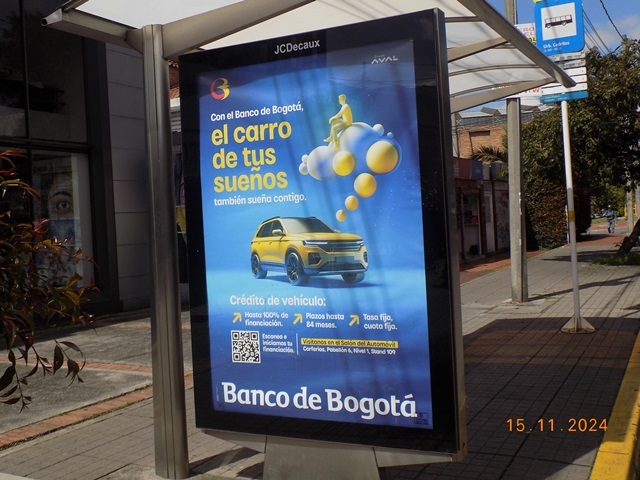 JCDecaux
AVAL
Con el Banco de Bogotá,
el carro
de tus
sueños
también sueña contigo.
Crédito de vehículo:
Hasta 100% de
financiación.
Plazos hasta
84 meses.
Tasa fija,
cuota fija.
Escanea e
iniciamos tu
financiación.
Visítanos en el Salón del Automóvil
Corferias, Pabellón 6, Nivel 1, Stand 109
Banco de Bogotá
15.11.2024